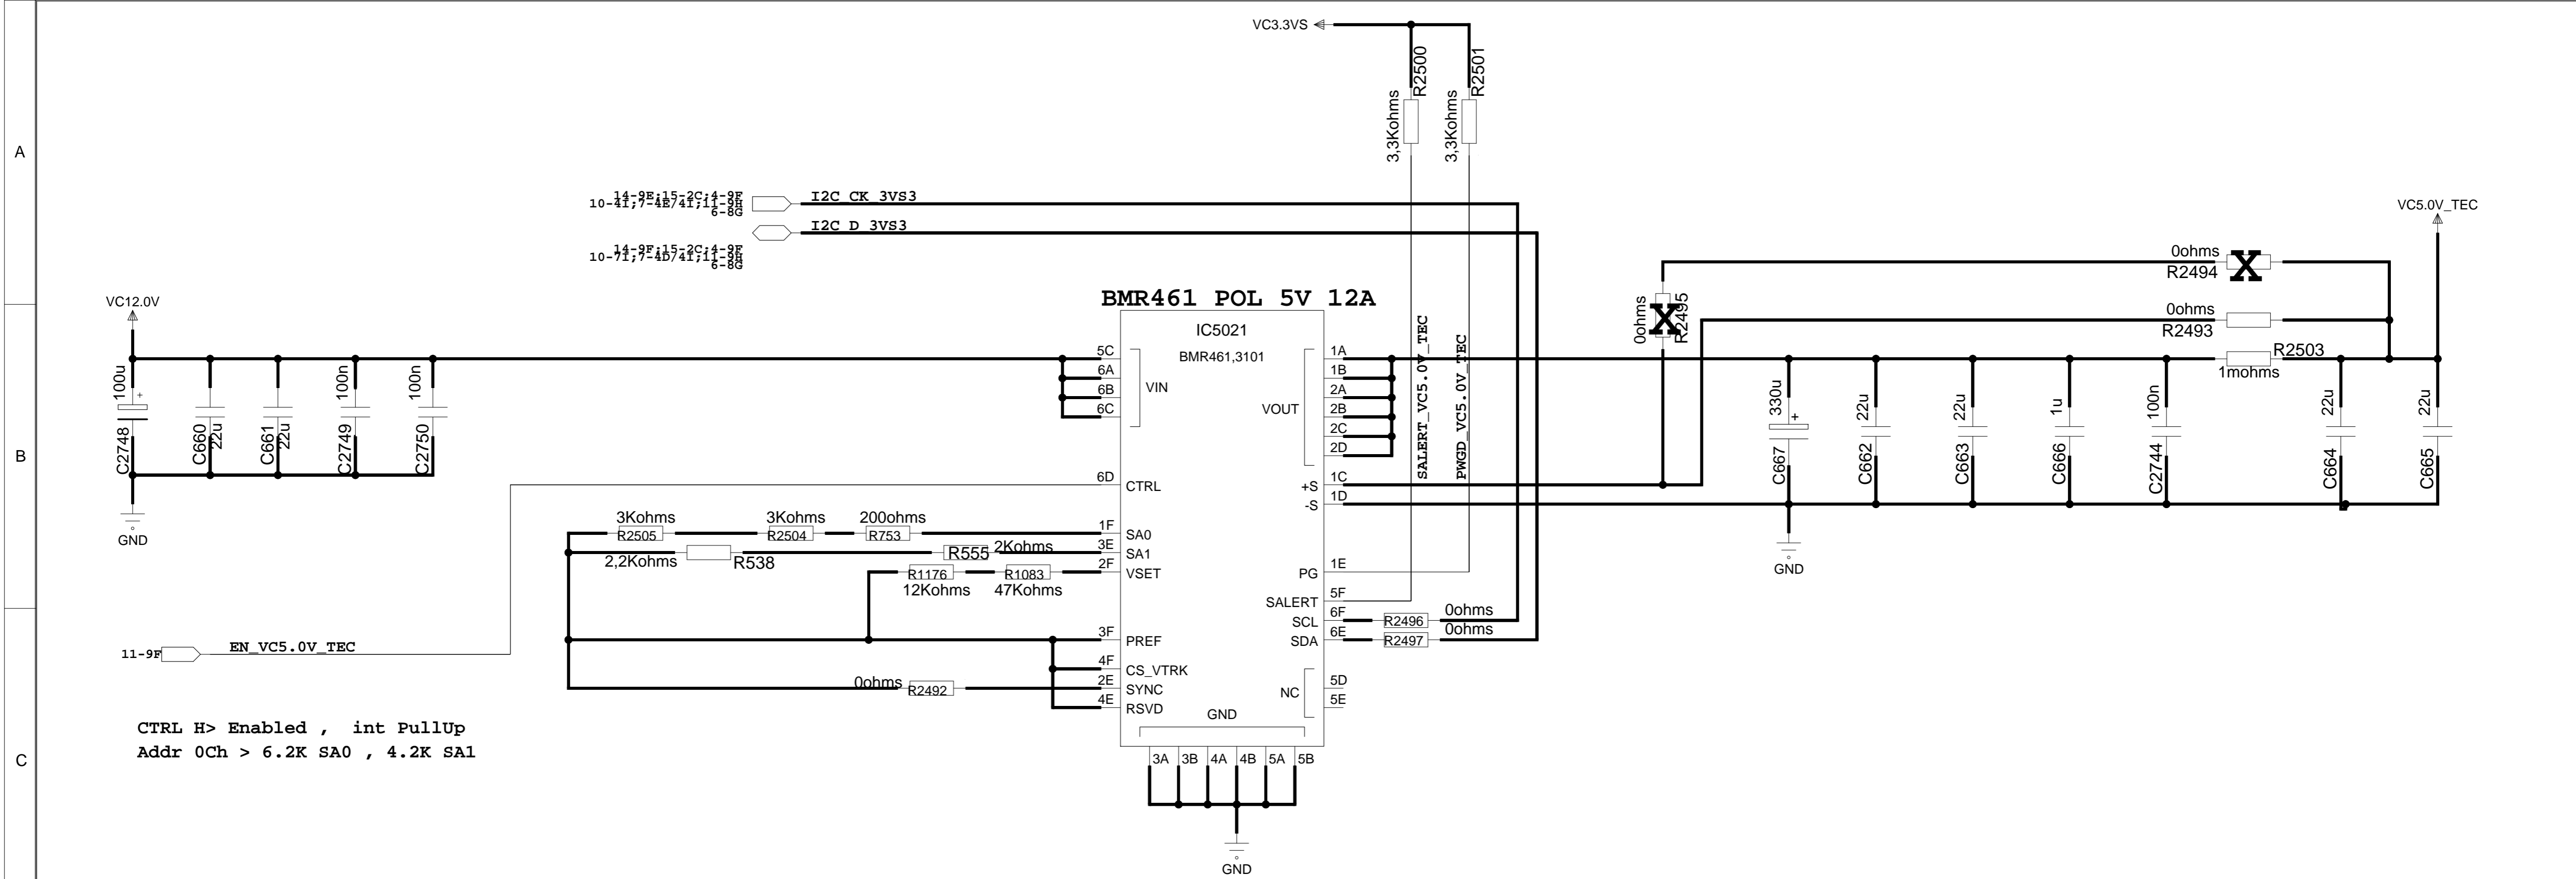 VC3.3VS
R2500
R2501
3,3Kohms
3,3Kohms
A
14-9E;15-2C;4-9F
10-4I;7-4E/4I;11-9H
6-8G
I2C_CK_3VS3
I2C_D_3VS3
14-9F;15-2C;4-9F
10-7I;7-4D/4I;11-9H
6-8G
VC5.0V_TEC
0ohms
R2494
X
0ohms
R2495
X
0ohms
R2493
VC12.0V
BMR461 POL 5V 12A
IC5021
BMR461,3101
5C
6A
6B
6C
VIN
1A
1B
2A
2B
2C
2D
VOUT
SALERT_VC5.0V_TEC
PWGD_VC5.0V_TEC
R2503
1mohms
100u
+
C2748
C660
22u
C661
22u
100n
C2749
100n
C2750
330u
+
C667
22u
C662
22u
C663
1u
C666
100n
C2744
22u
C664
22u
C665
B
6D
CTRL
1C
+S
1D
-S
GND
GND
3Kohms
R2505
3Kohms
R2504
200ohms
R753
1F
SA0
2,2Kohms
R538
R555
2Kohms
3E
SA1
R1176
12Kohms
R1083
47Kohms
2F
VSET
1E
PG
5F
SALERT
6F
SCL
R2496
0ohms
6E
SDA
R2497
0ohms
3F
PREF
4F
CS_VTRK
0ohms
R2492
2E
SYNC
4E
RSVD
5D
5E
NC
GND
11-9F
EN_VC5.0V_TEC
CTRL H> Enabled , int PullUp
Addr 0Ch > 6.2K SA0 , 4.2K SA1
C
3A
3B
4A
4B
5A
5B
GND